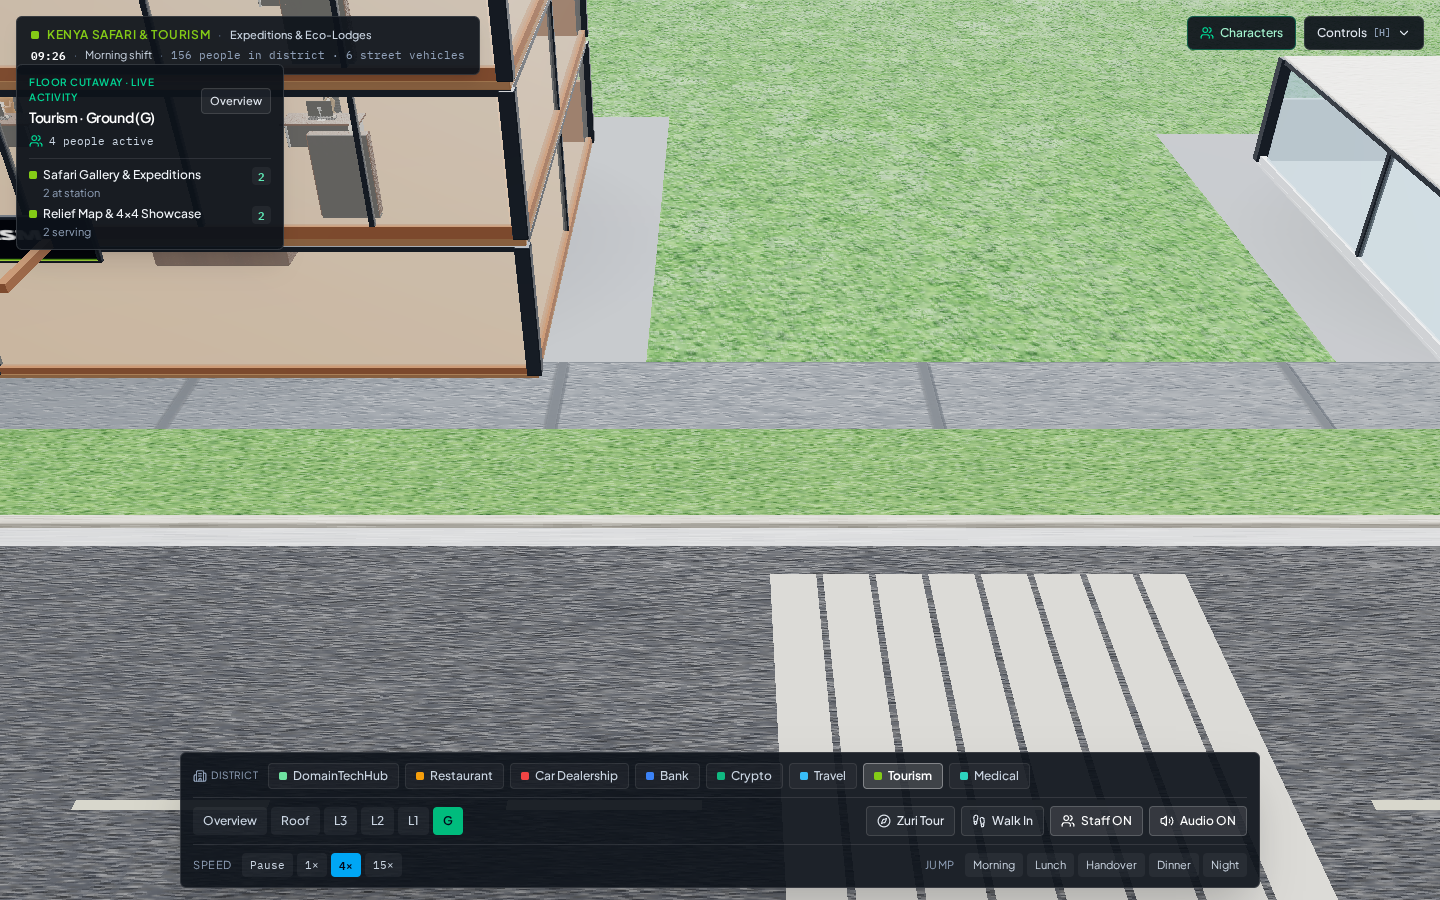 KENYA SAFARI & TOURISM · Expeditions & Eco-Lodges
09:26 · Morning shift · 156 people in district · 6 street vehicles
Characters
Controls [H]
FLOOR CUTAWAY · LIVE ACTIVITY
Overview
Tourism · Ground (G)
4 people active
Safari Gallery & Expeditions 2
2 at station
Relief Map & 4×4 Showcase 2
2 serving
DISTRICT DomainTechHub Restaurant Car Dealership Bank Crypto Travel Tourism Medical
Overview Roof L3 L2 L1 G Zuri Tour Walk In Staff ON Audio ON
SPEED Pause 1× 4× 15× JUMP Morning Lunch Handover Dinner Night